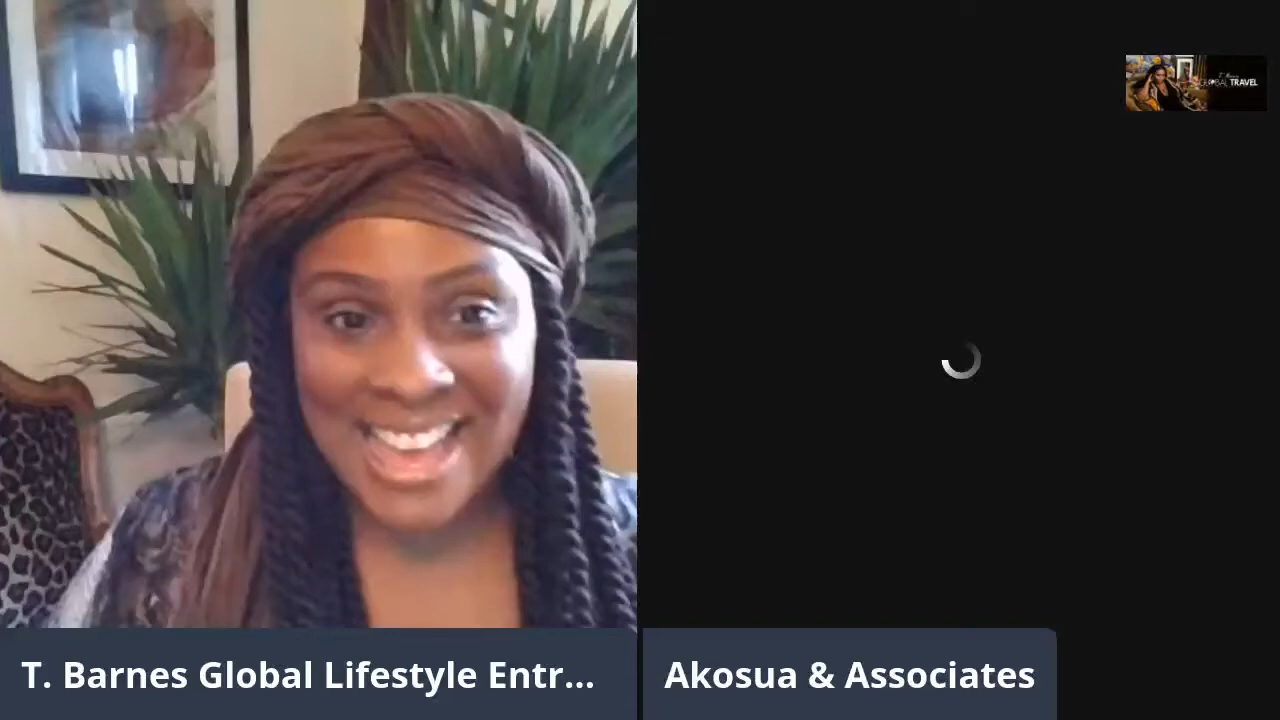 GLOBAL TRAVEL
T. Barnes Global Lifestyle Entr...
Akosua & Associates